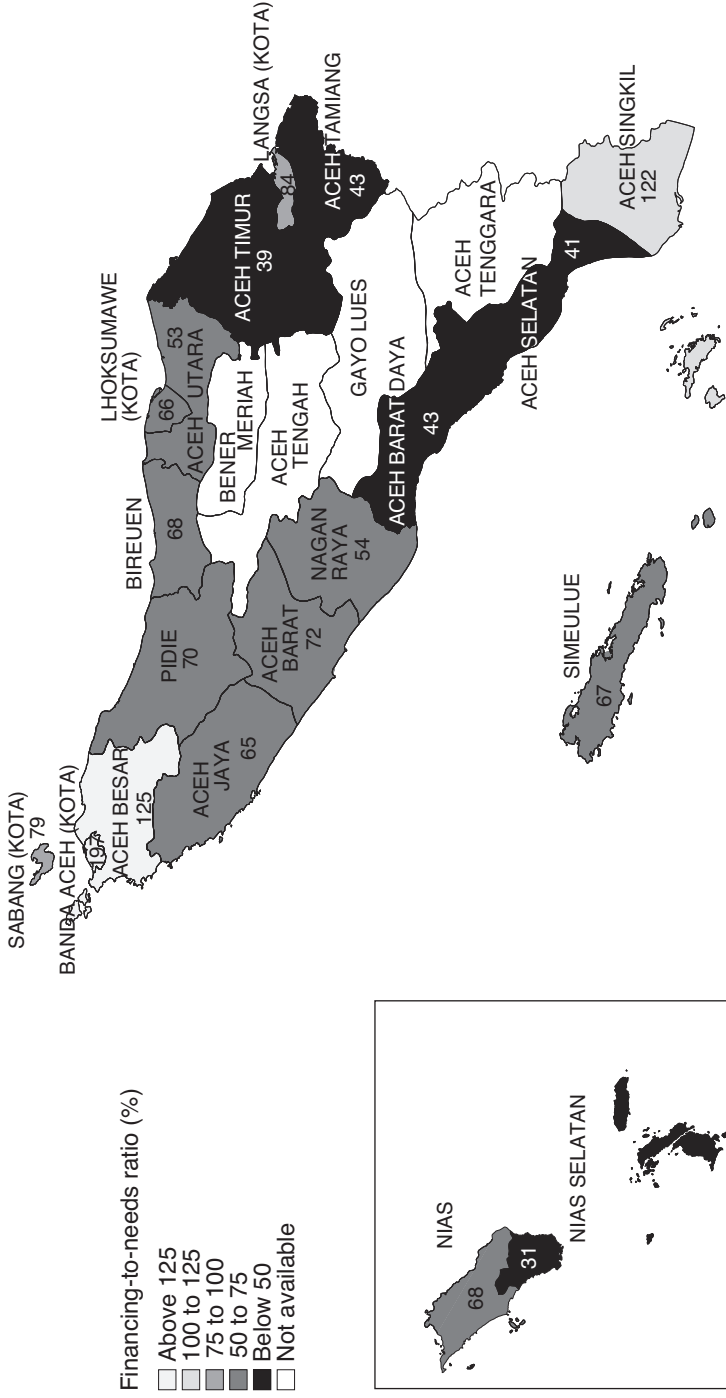 SABANG (KOTA)
79
BANDA ACEH (KOTA)
197
ACEH BESAR
125
PIDIE
70
ACEH
JAYA
65
BIREUEN
68
LHOKSUMAWE
(KOTA)
66
53
ACEH UTARA
BENER
MERIAH
ACEH
TENGAH
ACEH
BARAT
72
NAGAN
RAYA
54
ACEH TIMUR
39
LANGSA (KOTA)
84
ACEH TAMIANG
43
GAYO LUES
ACEH BARAT DAYA
43
ACEH
TENGGARA
ACEH SELATAN
41
ACEH SINGKIL
122
SIMEULUE
67
Financing-to-needs ratio (%)
Above 125
100 to 125
75 to 100
50 to 75
Below 50
Not available
NIAS
68
31
NIAS SELATAN